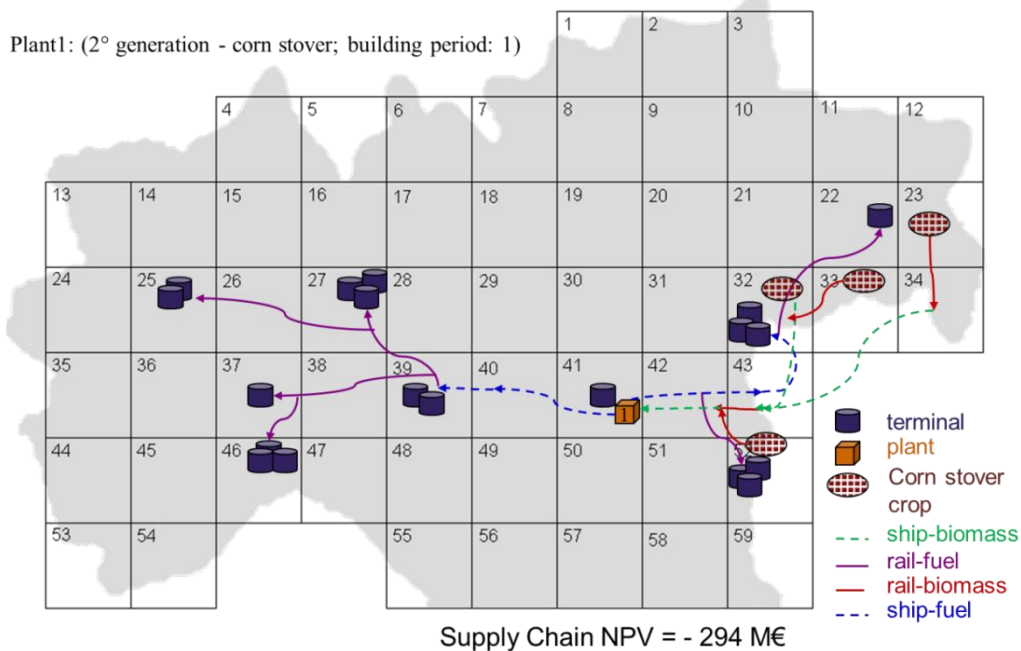 Plant1: (2° generation - corn stover; building period: 1)
1 2 3
4 5 6 7 8 9 10 11 12
13 14 15 16 17 18 19 20 21 22 23
24 25 26 27 28 29 30 31 32 33 34
35 36 37 38 39 40 41 42 43
1
44 45 46 47 48 49 50 51
53 54 55 56 57 58 59
terminal
plant
Corn stover
crop
ship-biomass
rail-fuel
rail-biomass
ship-fuel
Supply Chain NPV = - 294 M€